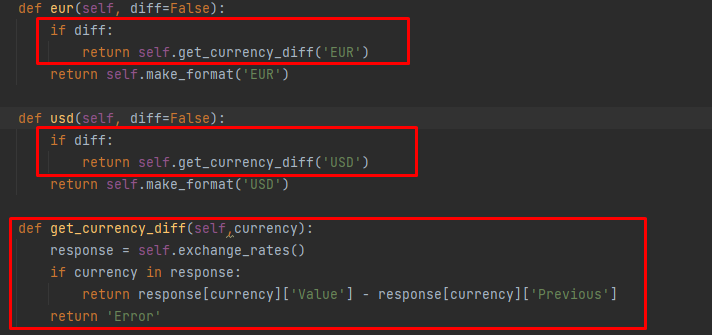 def eur(self, diff=False):
    if diff:
        return self.get_currency_diff('EUR')
    return self.make_format('EUR')
def usd(self, diff=False):
    if diff:
        return self.get_currency_diff('USD')
    return self.make_format('USD')
def get_currency_diff(self,currency):
    response = self.exchange_rates()
    if currency in response:
        return response[currency]['Value'] - response[currency]['Previous']
    return 'Error'